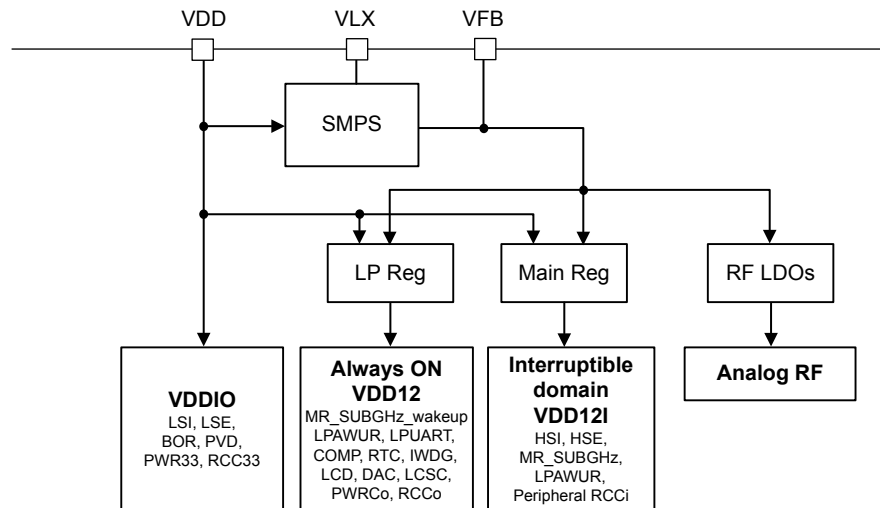 VDD VLX VFB
SMPS
LP Reg Main Reg RF LDOs
VDDIO
LSI, LSE,
BOR, PVD,
PWR33, RCC33
Always ON
VDD12
MR_SUBGHz_wakeup
LPAWUR, LPUART,
COMP, RTC, IWDG,
LCD, DAC, LCSC,
PWRCo, RCCo
Interruptible
domain
VDD12I
HSI, HSE,
MR_SUBGHz,
LPAWUR,
Peripheral RCCi
Analog RF